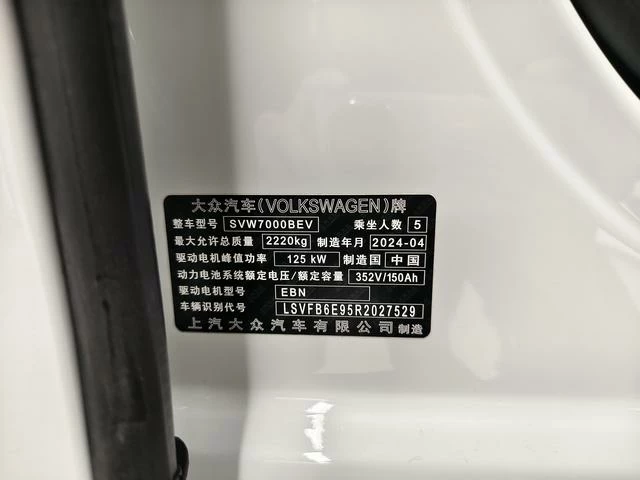 大众汽车(VOLKSWAGEN)牌
整车型号 SVW7000BEV 乘坐人数 5
最大允许总质量 2220kg 制造年月 2024-04
驱动电机峰值功率 125 kW 制造国 中国
动力电池系统额定电压/额定容量 352V/150Ah
驱动电机型号 EBN
车辆识别代号 LSVFB6E95R2027529
上汽大众汽车有限公司制造